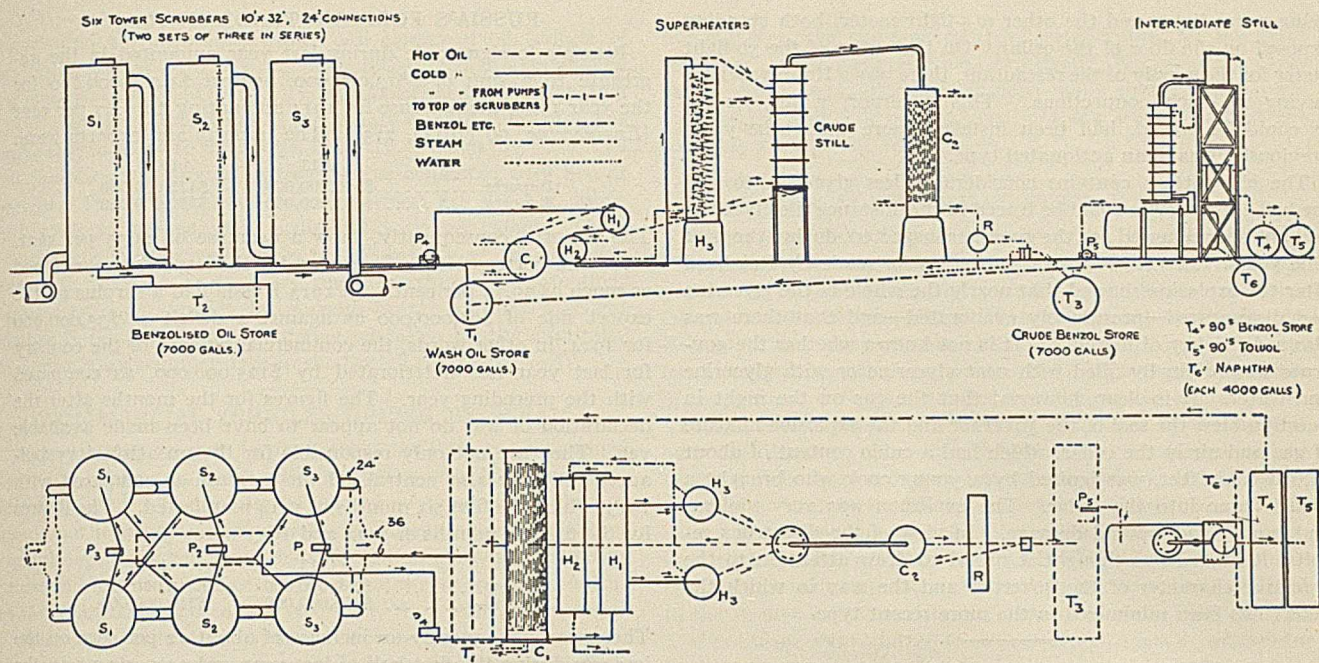 SIX TOWER SCRUBBERS 10'x 32', 24" CONNECTIONS
(TWO SETS OF THREE IN SERIES)
SUPERHEATERS
INTERMEDIATE STILL
HOT OIL
COLD "
" " FROM PUMPS
TO TOP OF SCRUBBERS
BENZOL ETC.
STEAM
WATER
S1
S2
S3
CRUDE
STILL
C2
P4
H1
H2
C1
H3
R
P5
T4
T5
T2
T1
T3
T6
BENZOLISED OIL STORE
(7000 GALLS.)
WASH OIL STORE
(7000 GALLS)
CRUDE BENZOL STORE
(7000 GALLS)
T4 = 90'S BENZOL STORE
T5 = 90'S TOLUOL
T6 " NAPHTHA
(EACH 4000 GALLS)
S1
S2
S3
24"
36"
P3
P2
P1
S1
S2
S3
P4
T1
C1
H2
H1
H3
H3
C2
R
T3
P5
T6
T4
T5